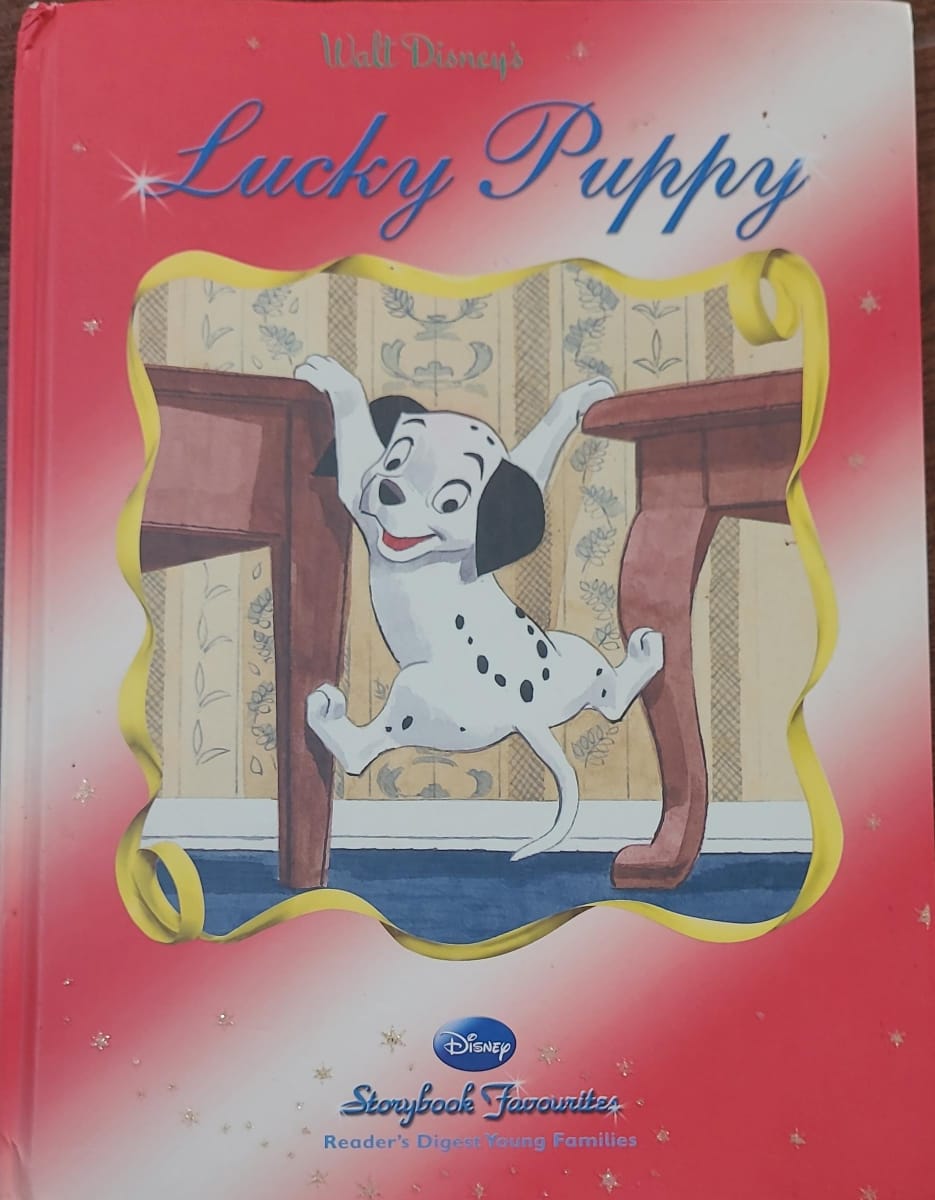 Walt Disney's
Lucky Puppy
Disney
Storybook Favourites
Reader's Digest Young Families